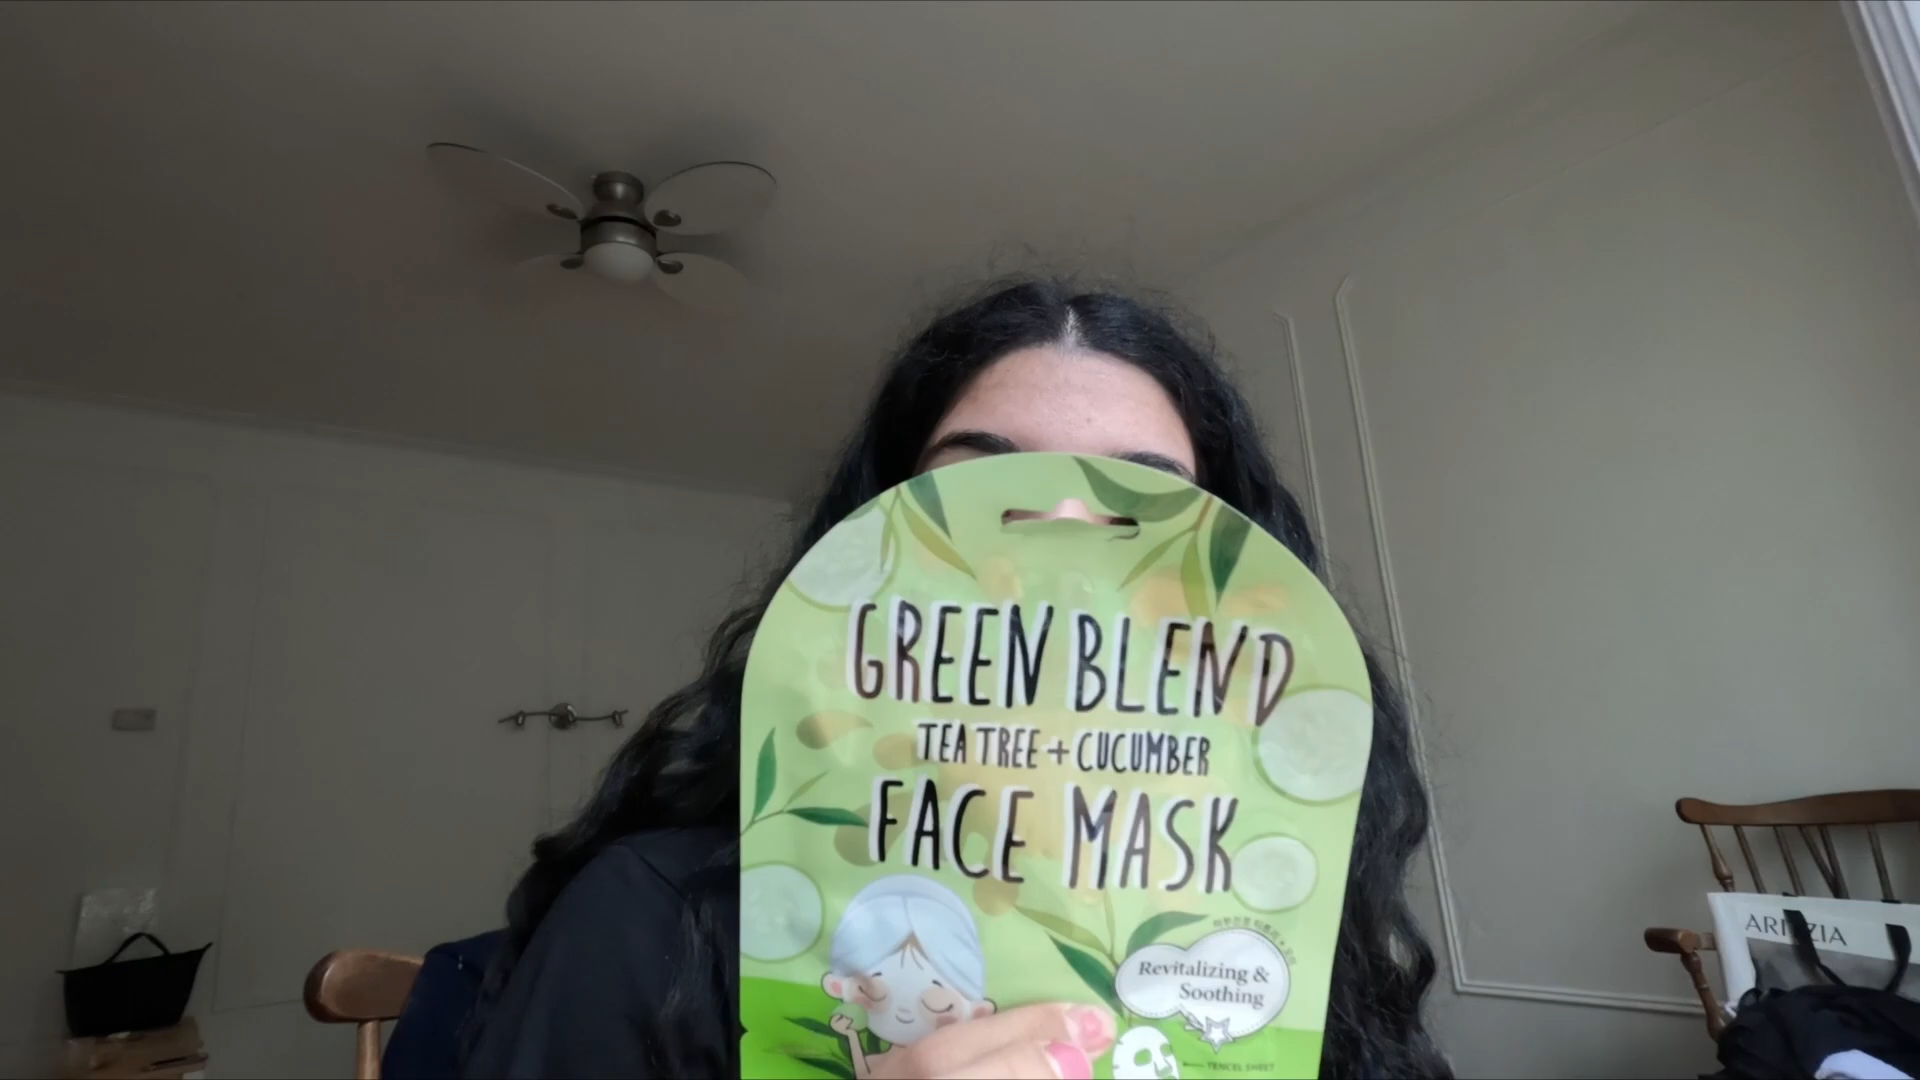 GREEN BLEND
TEA TREE + CUCUMBER
FACE MASK
Revitalizing &
Soothing
TENCEL SHEET
ARITZIA